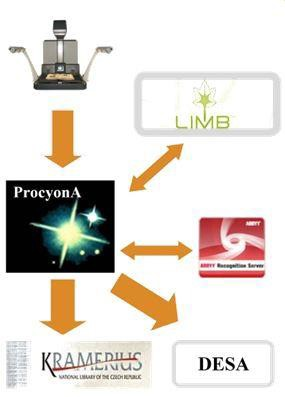 LIMB
ProcyonA
ABBYY
ABBYY Recognition Server
KRAMERIUS
NATIONAL LIBRARY OF THE CZECH REPUBLIC
DESA